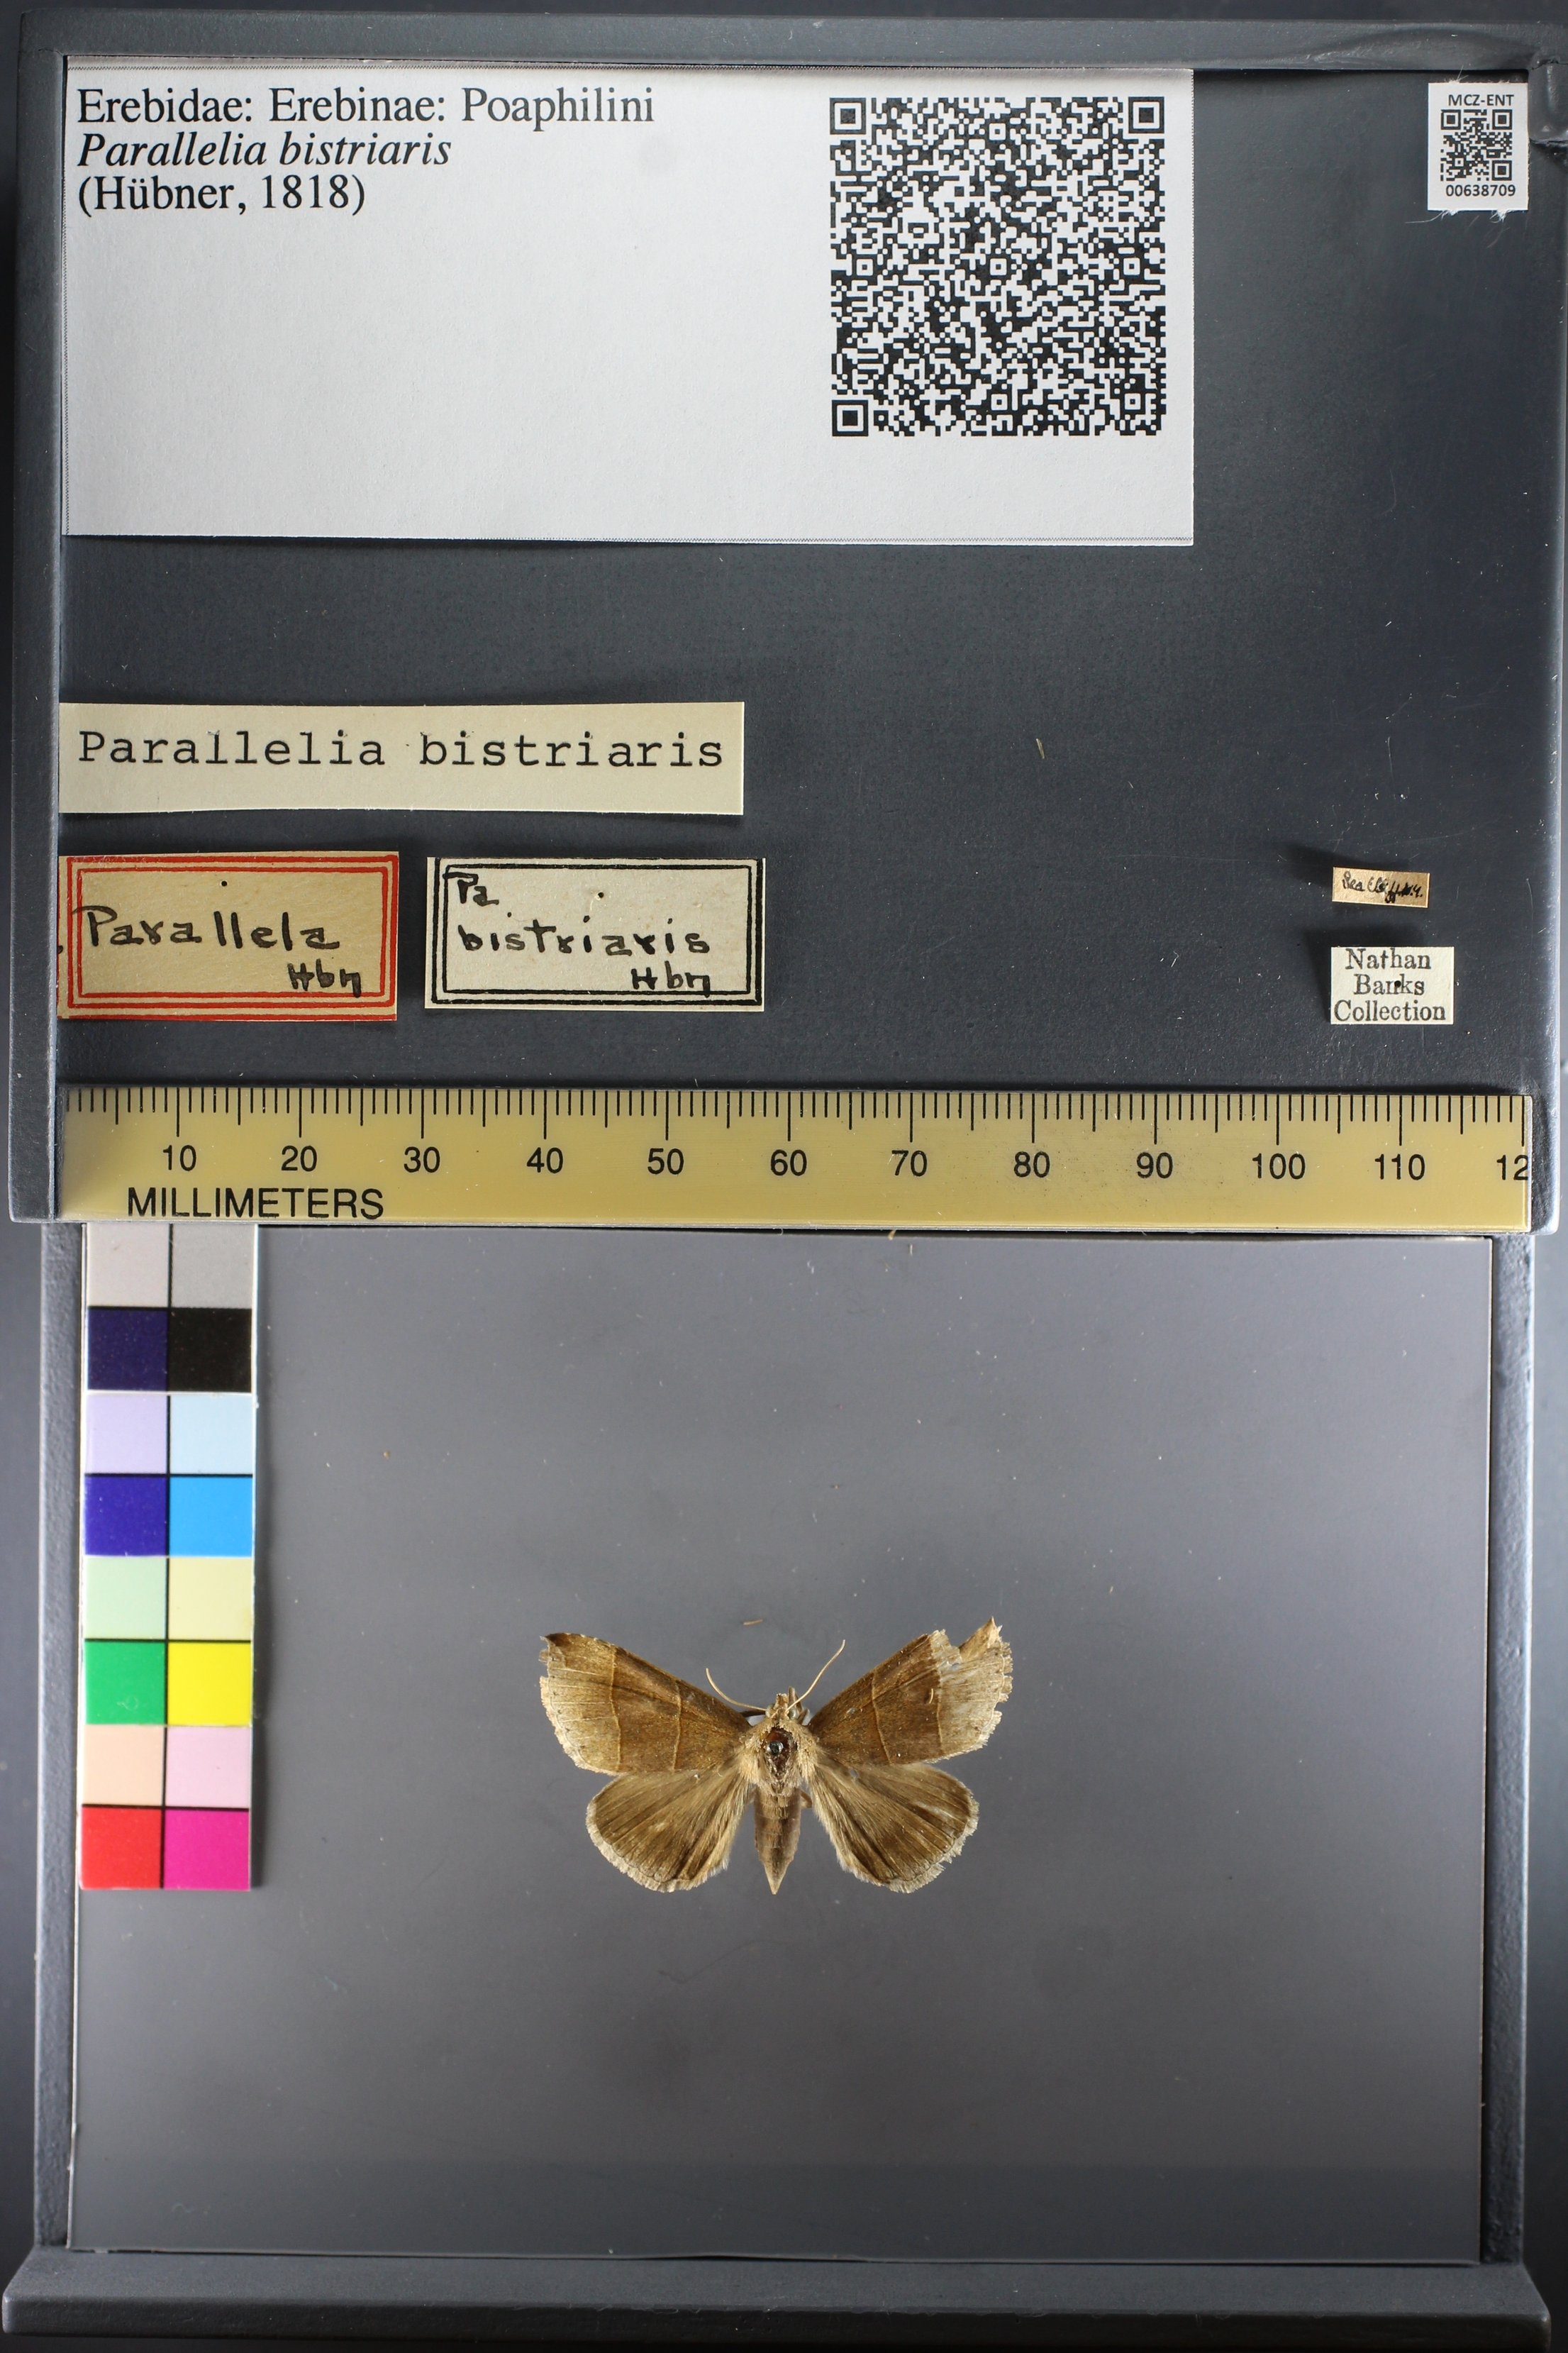 Erebidae: Erebinae: Poaphilini
Parallelia bistriaris
(Hübner, 1818)
MCZ-ENT
00638709
Parallelia bistriaris
Parallela
Hbn
Pa
bistriaris
Hbn
Sea Cliff N.Y.
Nathan
Banks
Collection
10 20 30 40 50 60 70 80 90 100 110 12
MILLIMETERS